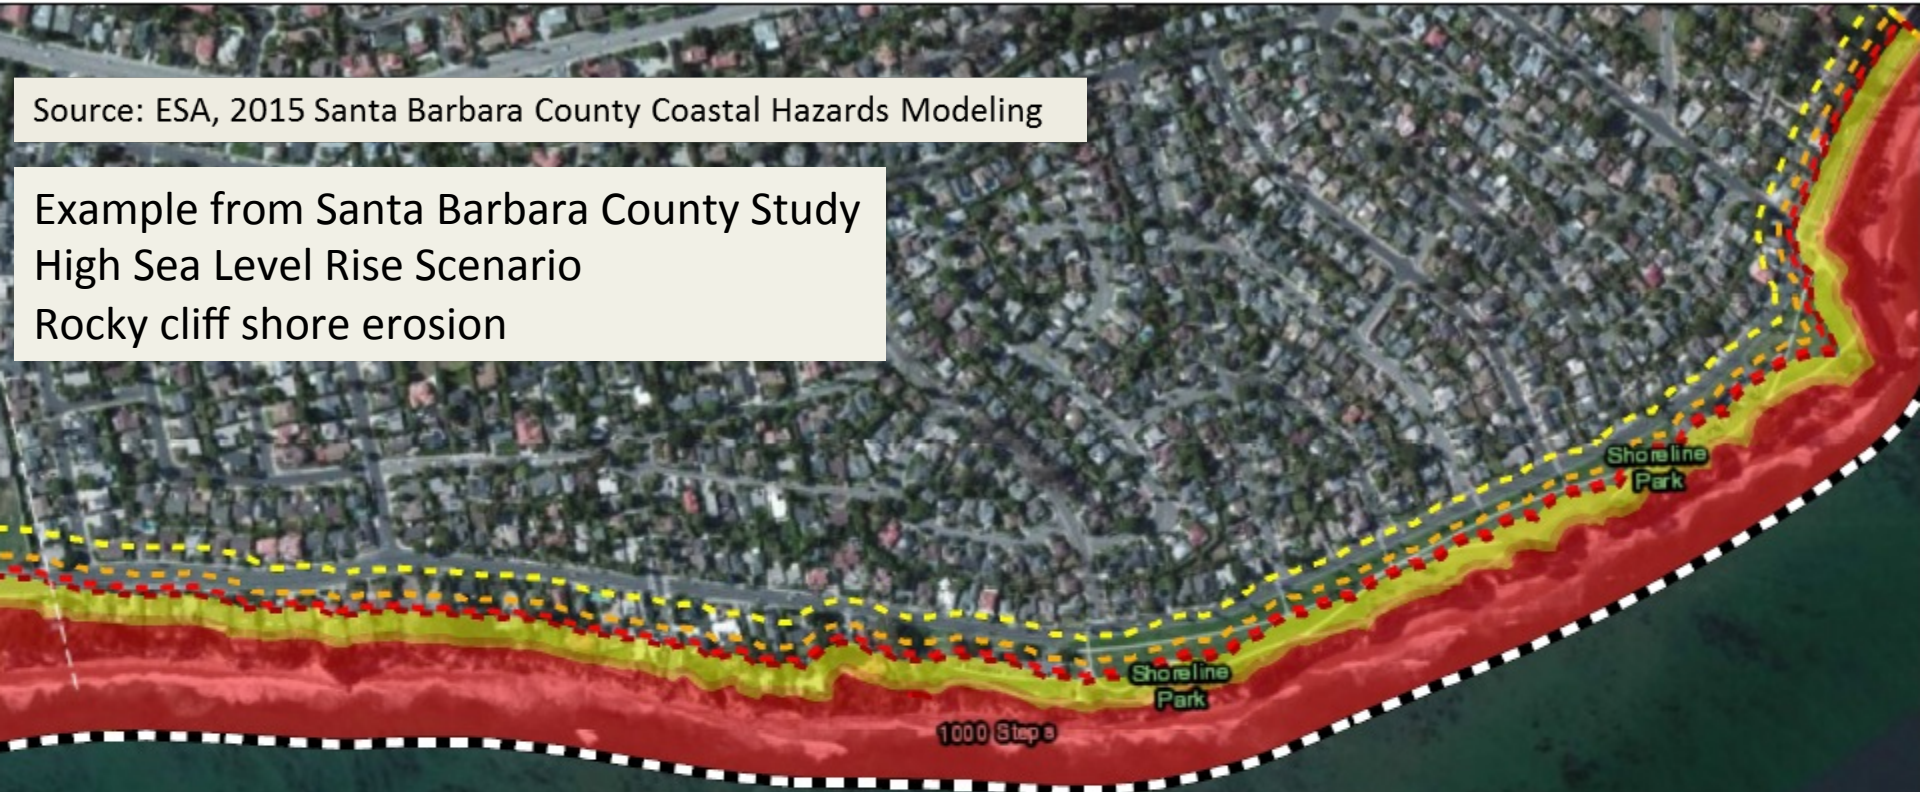 Source: ESA, 2015 Santa Barbara County Coastal Hazards Modeling
Example from Santa Barbara County Study
High Sea Level Rise Scenario
Rocky cliff shore erosion
Shoreline
Park
Shoreline
Park
1000 Steps